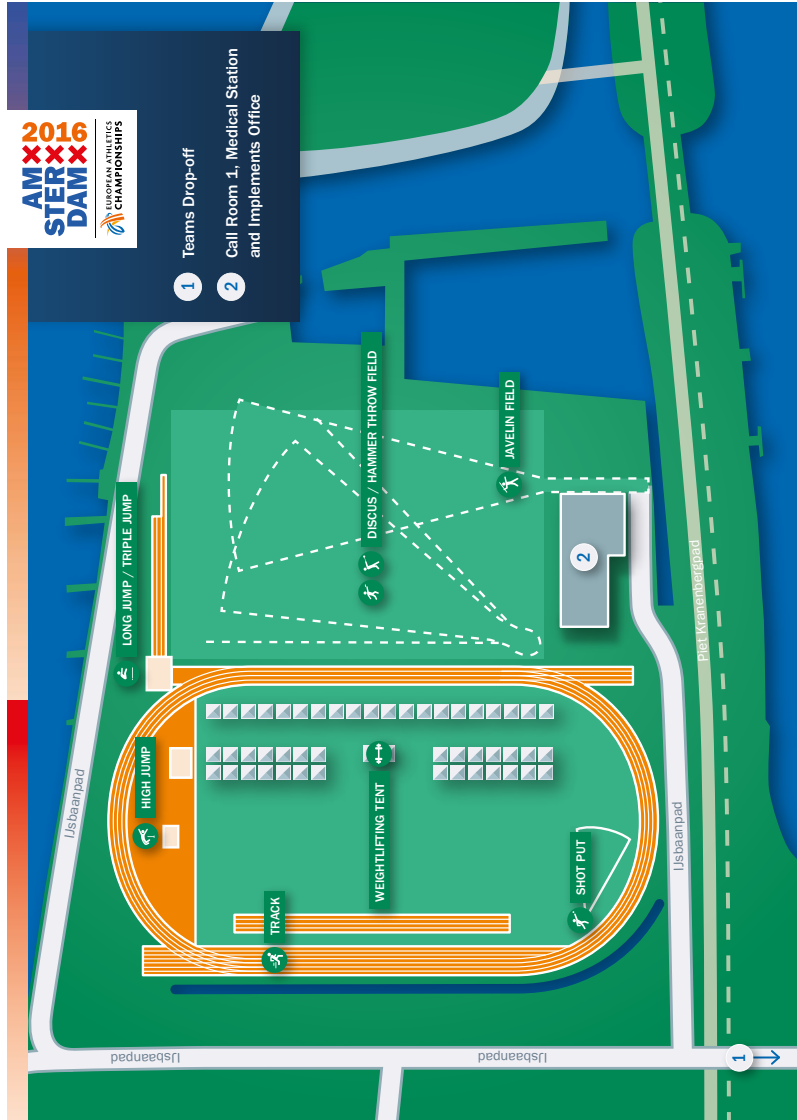 AM
STER
DAM
2016
XXX
EUROPEAN ATHLETICS
CHAMPIONSHIPS
1 Teams Drop-off
2 Call Room 1, Medical Station
and Implements Office
IJsbaanpad
LONG JUMP / TRIPLE JUMP
HIGH JUMP
TRACK
DISCUS / HAMMER THROW FIELD
WEIGHTLIFTING TENT
JAVELIN FIELD
SHOT PUT
2
IJsbaanpad
Piet Kranenbergpad
IJsbaanpad
IJsbaanpad
1